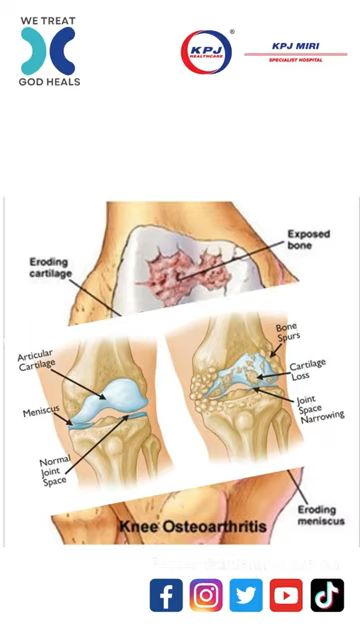 WE TREAT
GOD HEALS
KPJ
HEALTHCARE
®
KPJ MIRI
SPECIALIST HOSPITAL
Exposed
bone
Eroding
cartilage
Bone
Spurs
Articular
Cartilage
Cartilage
Loss
Meniscus
Joint
Space
Narrowing
Normal
Joint
Space
Knee Osteoarthritis
Eroding
meniscus